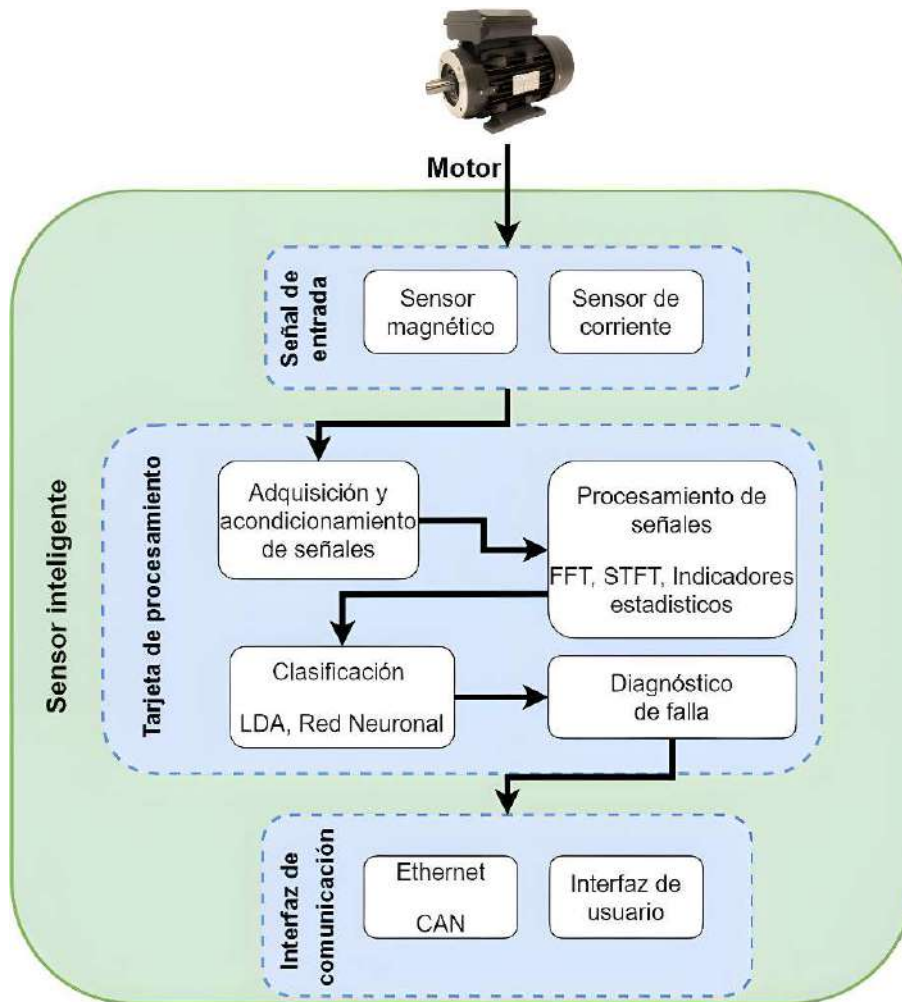 Motor
Sensor inteligente
Señal de
entrada
Sensor
magnético
Sensor de
corriente
Tarjeta de procesamiento
Adquisición y
acondicionamiento
de señales
Procesamiento de
señales
FFT, STFT, Indicadores
estadisticos
Clasificación
LDA, Red Neuronal
Diagnóstico
de falla
Interfaz de
comunicación
Ethernet
CAN
Interfaz de
usuario